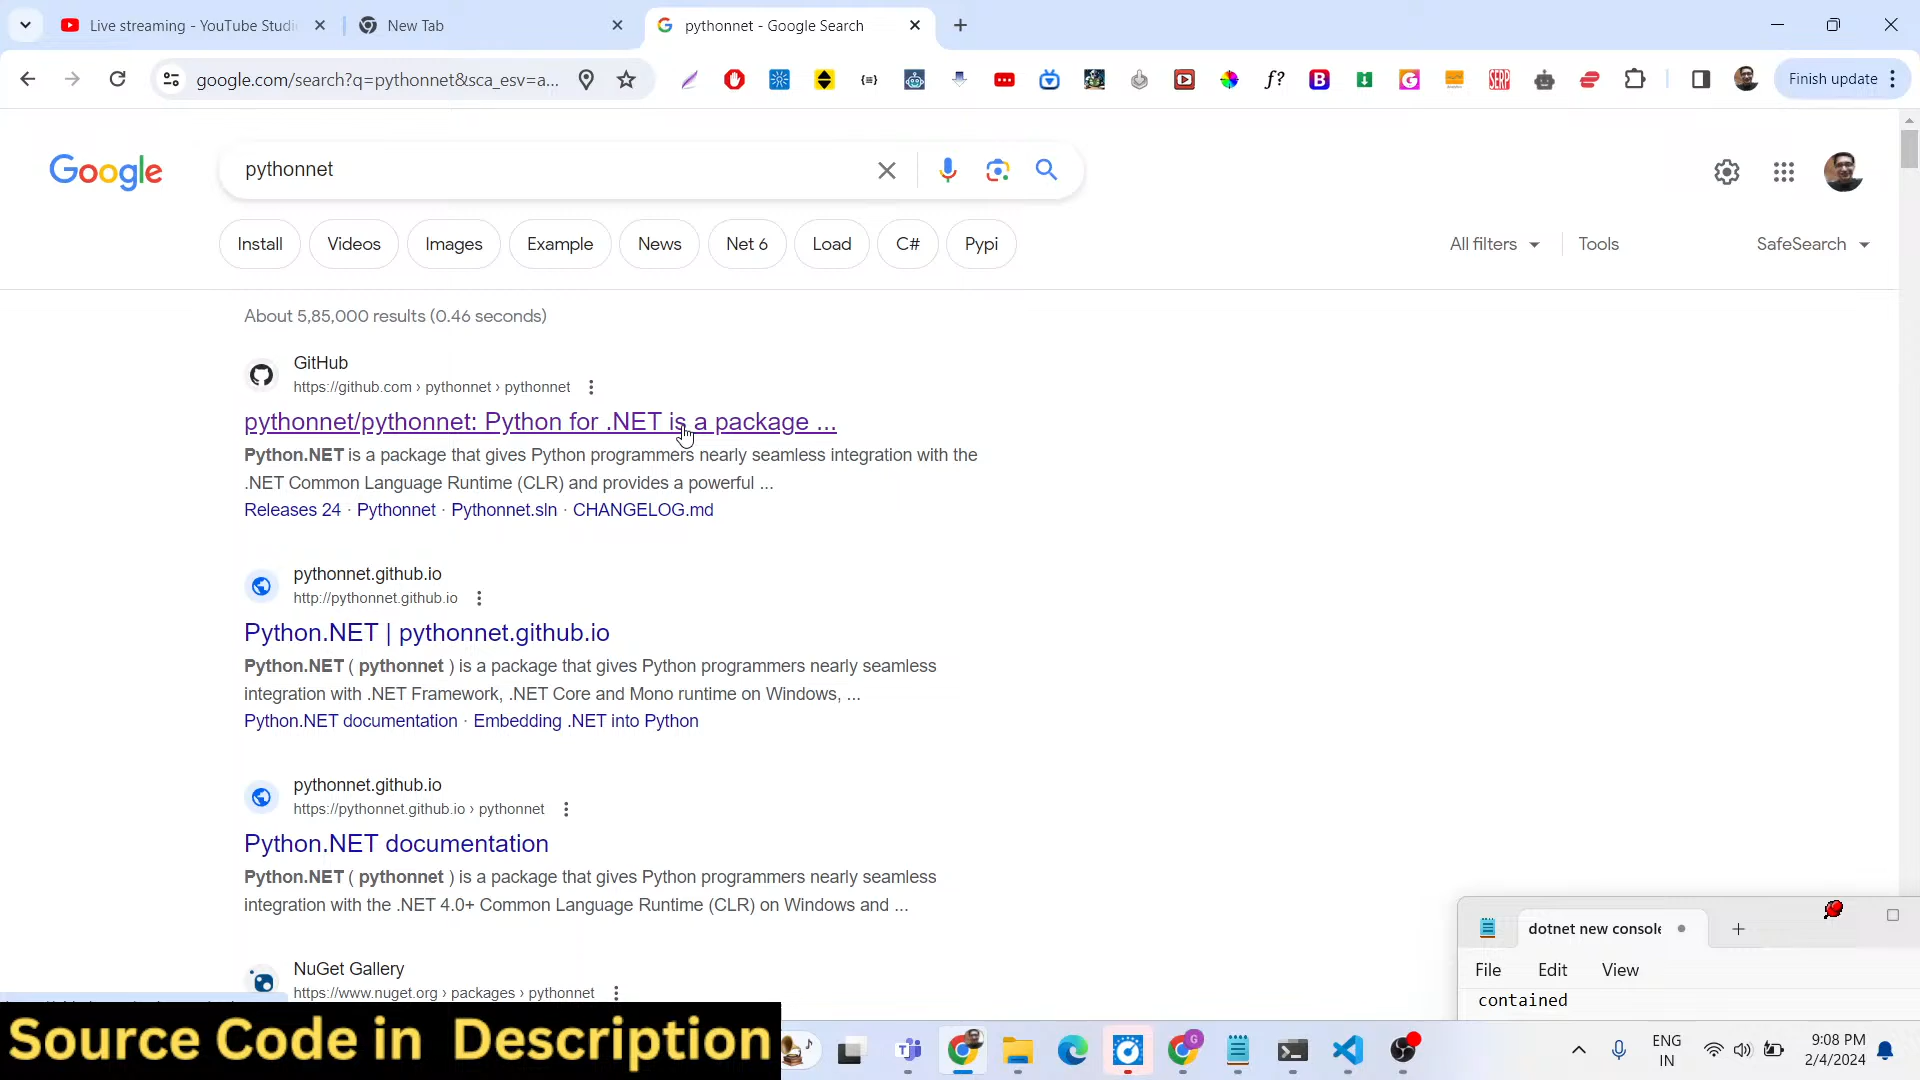 Live streaming - YouTube Studi
New Tab
pythonnet - Google Search
google.com/search?q=pythonnet&sca_esv=a...
Finish update
Google
pythonnet
Install
Videos
Images
Example
News
Net 6
Load
C#
Pypi
All filters
Tools
SafeSearch
About 5,85,000 results (0.46 seconds)
GitHub
https://github.com › pythonnet › pythonnet
pythonnet/pythonnet: Python for .NET is a package ...
Python.NET is a package that gives Python programmers nearly seamless integration with the
.NET Common Language Runtime (CLR) and provides a powerful ...
Releases 24 · Pythonnet · Pythonnet.sln · CHANGELOG.md
pythonnet.github.io
http://pythonnet.github.io
Python.NET | pythonnet.github.io
Python.NET ( pythonnet ) is a package that gives Python programmers nearly seamless
integration with .NET Framework, .NET Core and Mono runtime on Windows, ...
Python.NET documentation · Embedding .NET into Python
pythonnet.github.io
https://pythonnet.github.io › pythonnet
Python.NET documentation
Python.NET ( pythonnet ) is a package that gives Python programmers nearly seamless
integration with the .NET 4.0+ Common Language Runtime (CLR) on Windows and ...
NuGet Gallery
https://www.nuget.org › packages › pythonnet
dotnet new console
File
Edit
View
contained
Source Code in Description
ENG
IN
9:08 PM
2/4/2024